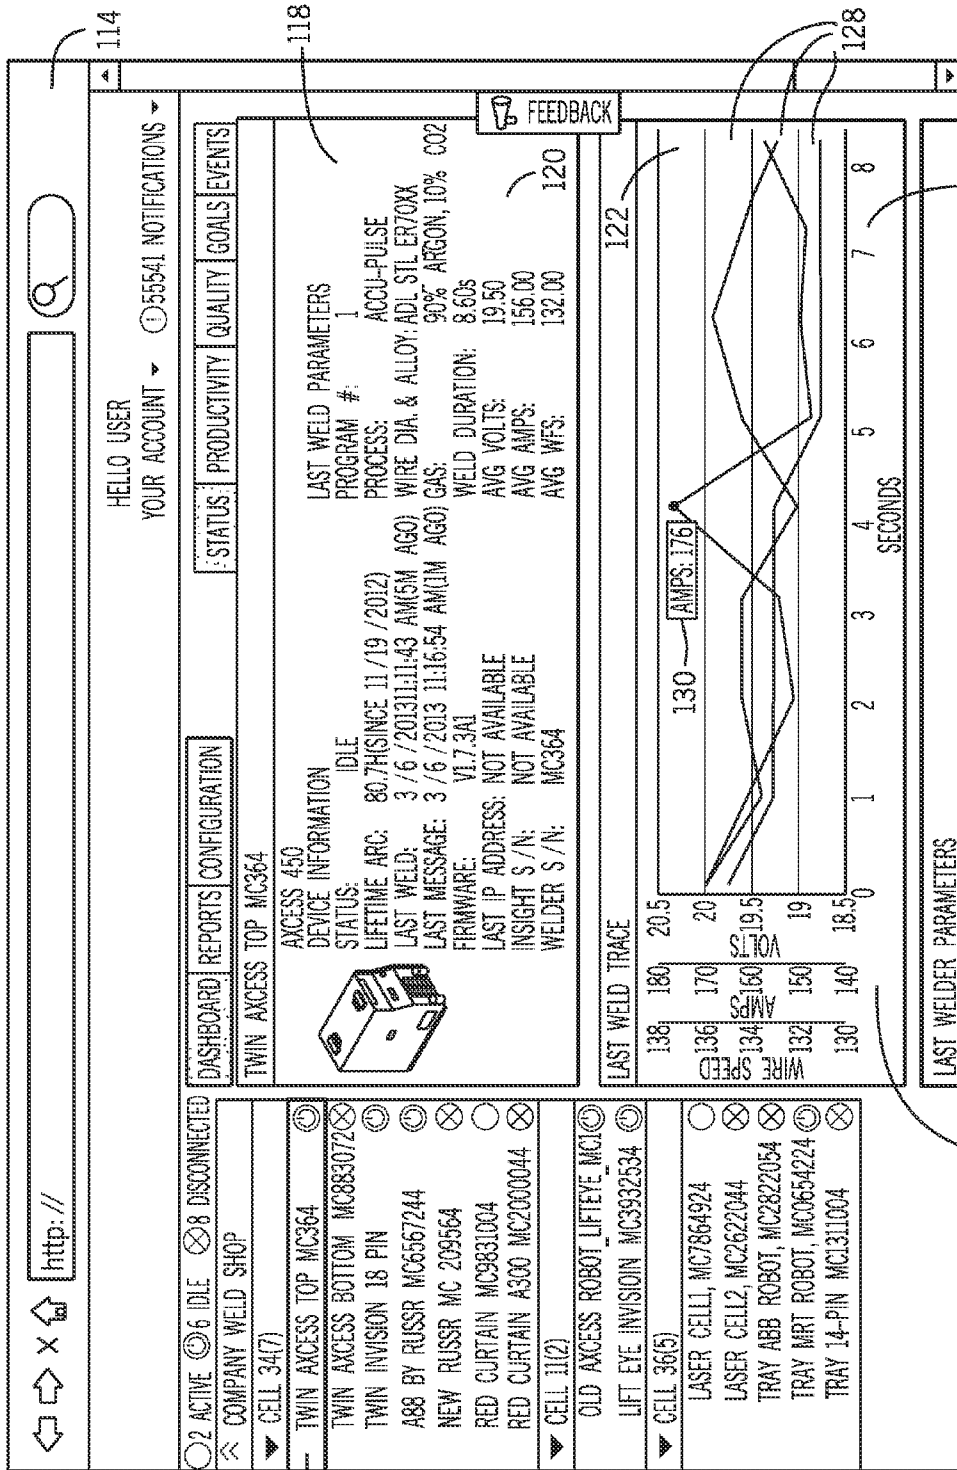 http: //
114
HELLO USER
YOUR ACCOUNT ▾ 55541 NOTIFICATIONS ▾
2 ACTIVE 6 IDLE 8 DISCONNECTED
COMPANY WELD SHOP
CELL 34(7)
TWIN AXCESS TOP MC364
TWIN AXCESS BOTTOM MC883072
TWIN INVISION 18 PIN
A88 BY RUSSR MC6567244
NEW RUSSR MC 209564
RED CURTAIN MC9831004
RED CURTAIN A300 MC2000044
CELL 11(2)
OLD AXCESS ROBOT LIFTEYE MC1
LIFT EYE INVISIOIN MC3932534
CELL 36(5)
LASER CELL1, MC7864924
LASER CELL2, MC2622044
TRAY ABB ROBOT, MC2822054
TRAY MRT ROBOT, MC0654224
TRAY 14-PIN MC1311004
DASHBOARD REPORTS CONFIGURATION
STATUS: PRODUCTIVITY QUALITY GOALS EVENTS
TWIN AXCESS TOP MC364
118
AXCESS 450
DEVICE INFORMATION
STATUS: IDLE
LIFETIME ARC: 80.7H(SINCE 11 /19 /2012)
LAST WELD: 3 /6 /201311:11:43 AM(5M AGO)
LAST MESSAGE: 3 /6 /2013 11:16:54 AM(1M AGO)
FIRMWARE: V1.7.3A1
LAST IP ADDRESS: NOT AVAILABLE
INSIGHT S /N: NOT AVAILABLE
WELDER S /N: MC364
LAST WELD PARAMETERS
PROGRAM #: 1
PROCESS: ACCU-PULSE
WIRE DIA. & ALLOY: ADL STL ER70XX
GAS: 90% ARGON, 10% CO2
WELD DURATION: 8.60s
AVG VOLTS: 19.50
AVG AMPS: 156.00
AVG WFS: 132.00
FEEDBACK
120
LAST WELD TRACE
122
128
130
AMPS: 176
138 180 20.5
136 170 20
134 160 19.5
132 150 19
130 140 18.5
WIRE SPEED AMPS VOLTS
0 1 2 3 4 5 6 7 8
SECONDS
LAST WELDER PARAMETERS